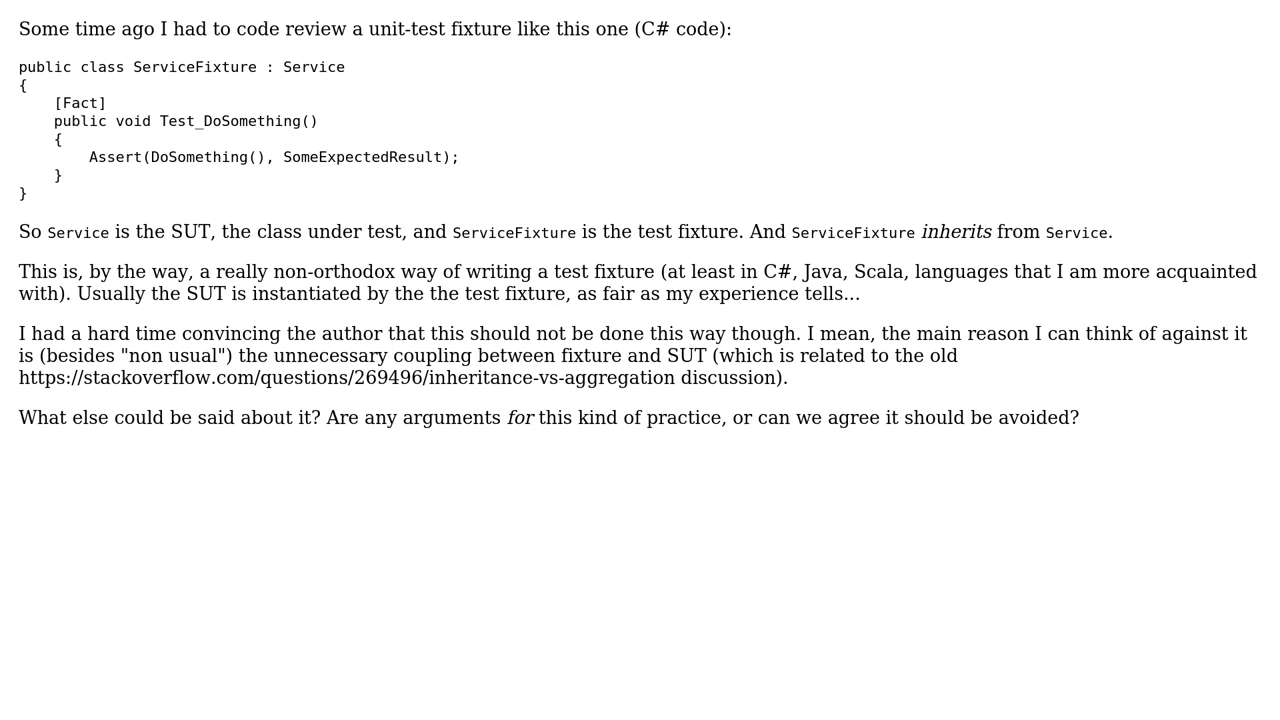 Some time ago I had to code review a unit-test fixture like this one (C# code):
public class ServiceFixture : Service
{
    [Fact]
    public void Test_DoSomething()
    {
        Assert(DoSomething(), SomeExpectedResult);
    }
}
So Service is the SUT, the class under test, and ServiceFixture is the test fixture. And ServiceFixture inherits from Service.
This is, by the way, a really non-orthodox way of writing a test fixture (at least in C#, Java, Scala, languages that I am more acquainted
with). Usually the SUT is instantiated by the the test fixture, as fair as my experience tells...
I had a hard time convincing the author that this should not be done this way though. I mean, the main reason I can think of against it
is (besides "non usual") the unnecessary coupling between fixture and SUT (which is related to the old
https://stackoverflow.com/questions/269496/inheritance-vs-aggregation discussion).
What else could be said about it? Are any arguments for this kind of practice, or can we agree it should be avoided?